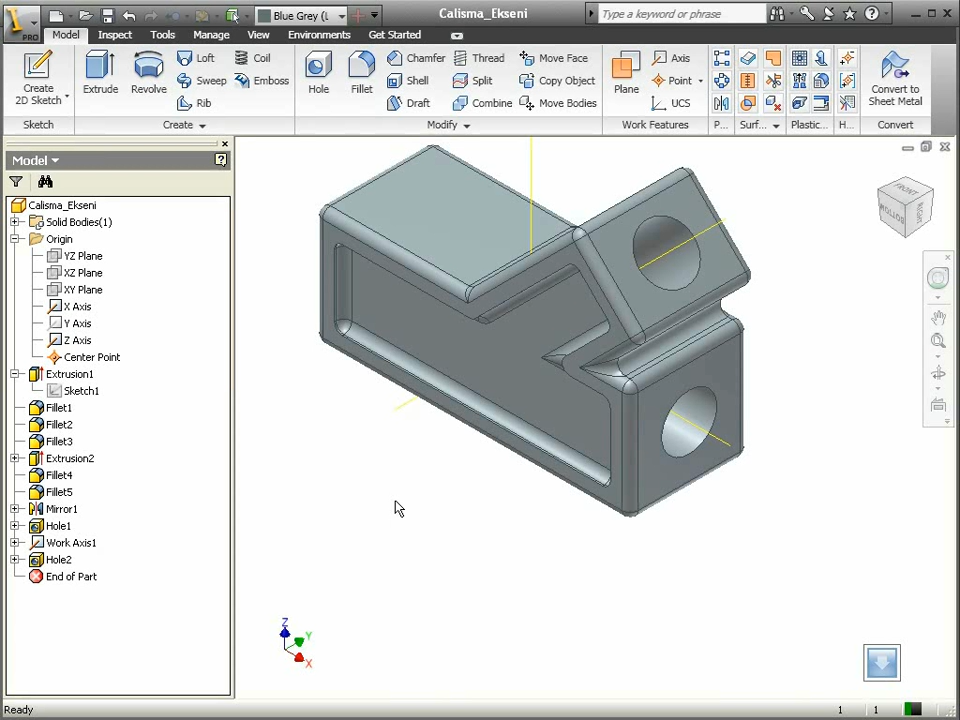 Calisma_Ekseni
Type a keyword or phrase
Blue Grey (l
PRO
Model Inspect Tools Manage View Environments Get Started
Create
2D Sketch
Extrude
Revolve
Loft
Sweep
Rib
Coil
Emboss
Hole
Fillet
Chamfer
Shell
Draft
Thread
Split
Combine
Move Face
Copy Object
Move Bodies
Plane
Axis
Point
UCS
Convert to
Sheet Metal
Sketch Create Modify Work Features P... Surf... Plastic... H... Convert
Model
Calisma_Ekseni
Solid Bodies(1)
Origin
YZ Plane
XZ Plane
XY Plane
X Axis
Y Axis
Z Axis
Center Point
Extrusion1
Sketch1
Fillet1
Fillet2
Fillet3
Extrusion2
Fillet4
Fillet5
Mirror1
Hole1
Work Axis1
Hole2
End of Part
FRONT
RIGHT
BOTTOM
Z
Y
X
Ready
1 1